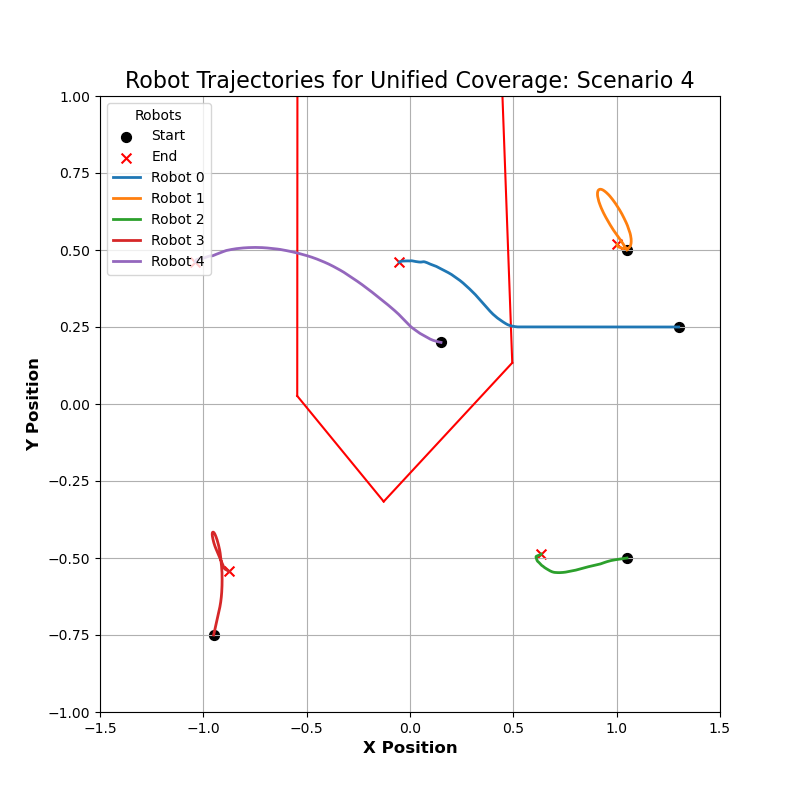 Robot Trajectories for Unified Coverage: Scenario 4
Robots
Start
End
Robot 0
Robot 1
Robot 2
Robot 3
Robot 4
1.00
0.75
0.50
0.25
0.00
−0.25
−0.50
−0.75
−1.00
Y Position
−1.5
−1.0
−0.5
0.0
0.5
1.0
1.5
X Position